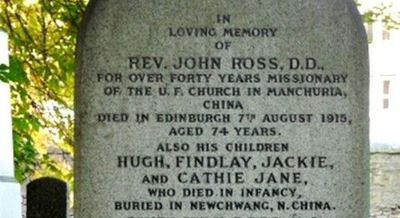 IN
LOVING MEMORY
OF
REV. JOHN ROSS, D.D.,
FOR OVER FORTY YEARS MISSIONARY
OF THE U. F. CHURCH IN MANCHURIA,
CHINA
DIED IN EDINBURGH 7TH AUGUST 1915,
AGED 74 YEARS.
ALSO HIS CHILDREN
HUGH, FINDLAY, JACKIE,
AND CATHIE JANE,
WHO DIED IN INFANCY,
BURIED IN NEWCHWANG, N. CHINA.